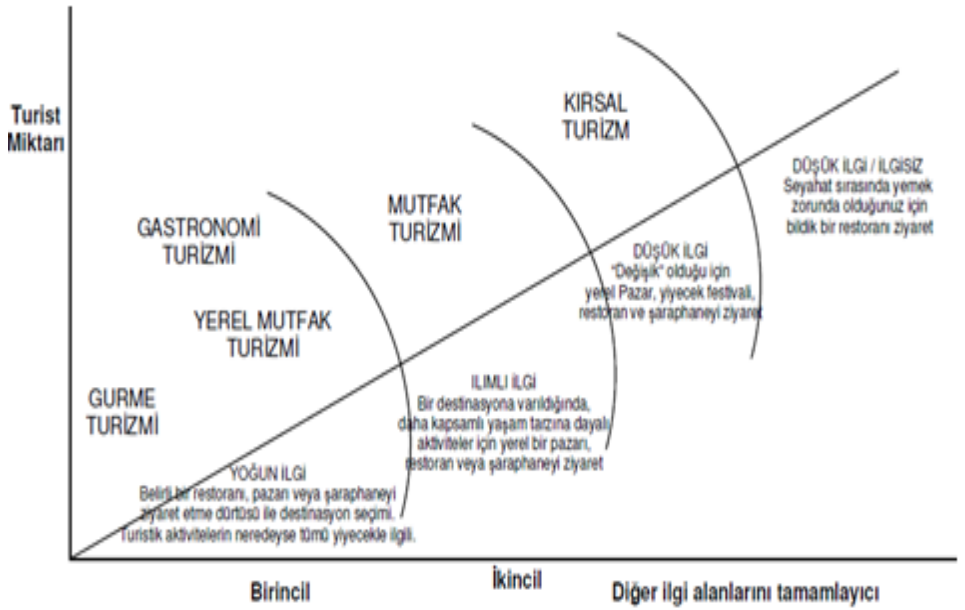 Turist
Miktarı
KIRSAL
TURİZM
MUTFAK
TURİZMİ
GASTRONOMİ
TURİZMİ
YEREL MUTFAK
TURİZMİ
GURME
TURİZMİ
DÜŞÜK İLGİ / İLGİSİZ
Seyahat sırasında yemek
zorunda olduğunuz için
bildik bir restoranı ziyaret
DÜŞÜK İLGİ
"Değişik" olduğu için
yerel Pazar, yiyecek festivali,
restoran ve şaraphaneyi ziyaret
ILIMLI İLGİ
Bir destinasyona varıldığında,
daha kapsamlı yaşam tarzına dayalı
aktiviteler için yerel bir pazarı,
restoran veya şaraphaneyi ziyaret
YOĞUN İLGİ
Belirli bir restoranı, pazarı veya şaraphaneyi
ziyaret etme dürtüsü ile destinasyon seçimi.
Turistik aktivitelerin neredeyse tümü yiyecekle ilgili.
Birincil
İkincil
Diğer ilgi alanlarını tamamlayıcı